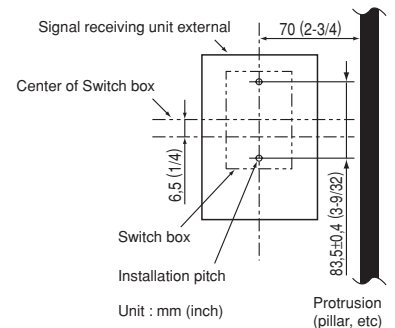 Signal receiving unit external
70 (2-3/4)
Center of Switch box
6,5 (1/4)
83,5±0,4 (3-9/32)
Switch box
Installation pitch
Unit : mm (inch)
Protrusion
(pillar, etc)